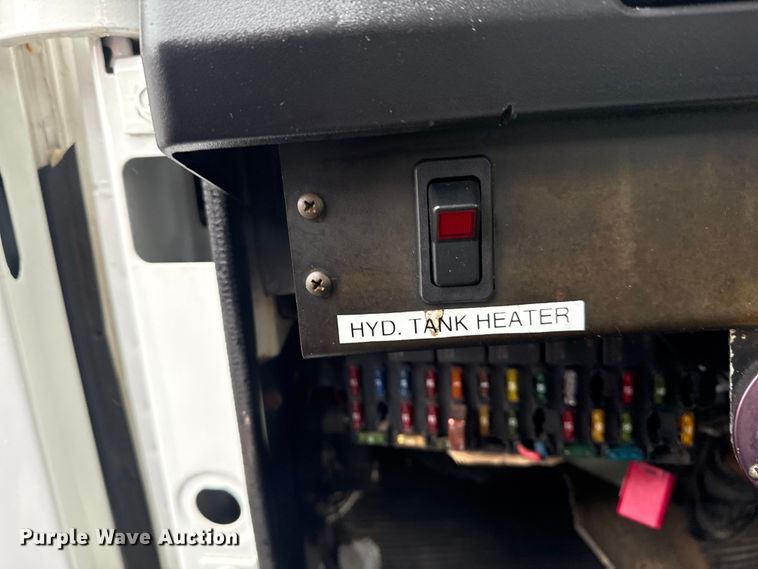 HYD. TANK HEATER
Purple Wave Auction